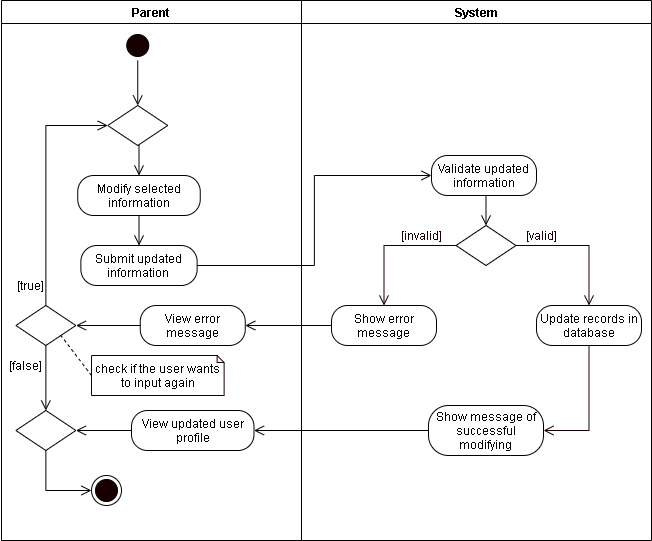 Parent
System
Modify selected
information
Submit updated
information
Validate updated
information
[invalid]
[valid]
[true]
View error
message
Show error
message
Update records in
database
[false]
check if the user wants
to input again
View updated user
profile
Show message of
successful
modifying